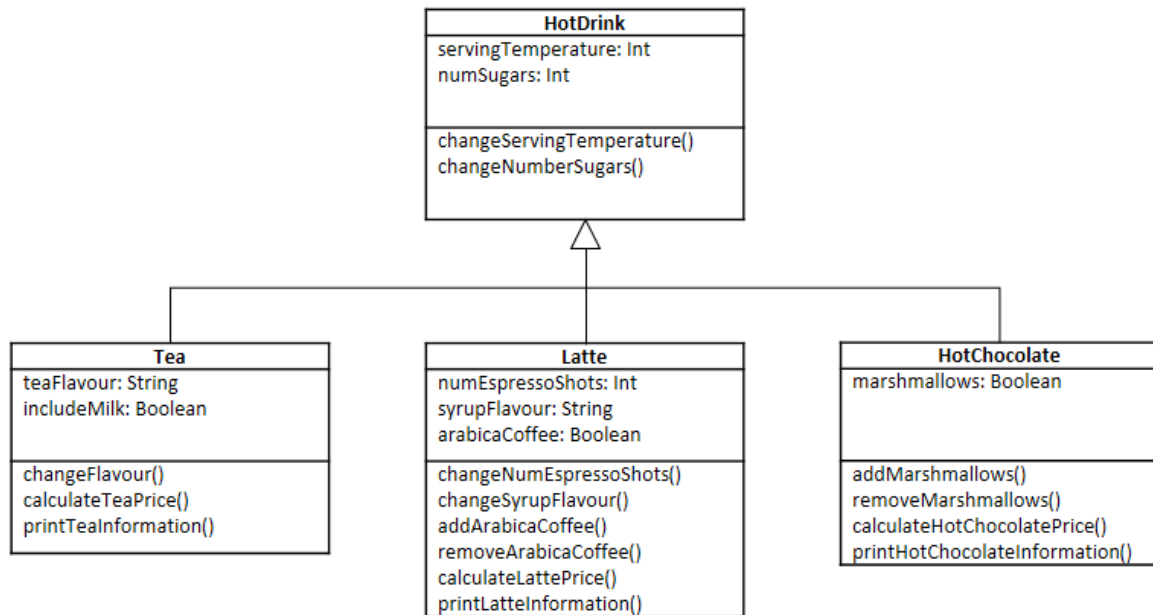 HotDrink
servingTemperature: Int
numSugars: Int
changeServingTemperature()
changeNumberSugars()
Tea
teaFlavour: String
includeMilk: Boolean
changeFlavour()
calculateTeaPrice()
printTeaInformation()
Latte
numEspressoShots: Int
syrupFlavour: String
arabicaCoffee: Boolean
changeNumEspressoShots()
changeSyrupFlavour()
addArabicaCoffee()
removeArabicaCoffee()
calculateLattePrice()
printLatteInformation()
HotChocolate
marshmallows: Boolean
addMarshmallows()
removeMarshmallows()
calculateHotChocolatePrice()
printHotChocolateInformation()